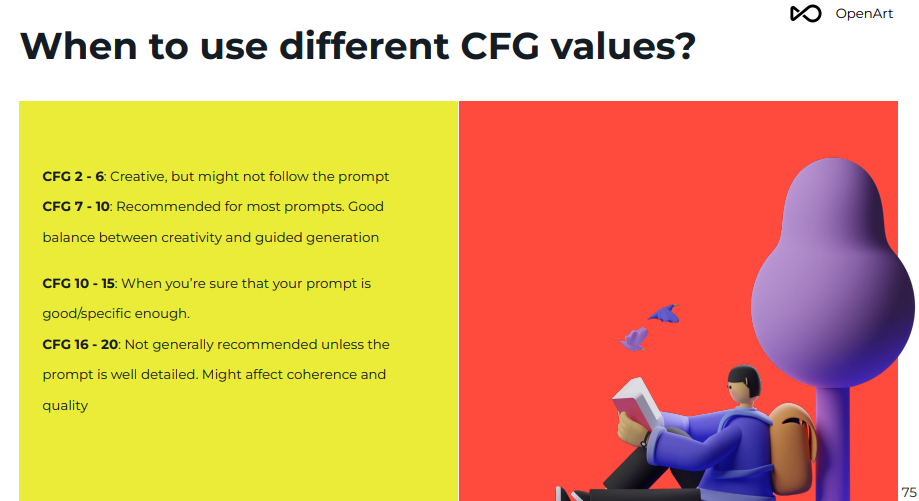 OpenArt
When to use different CFG values?
CFG 2 - 6: Creative, but might not follow the prompt
CFG 7 - 10: Recommended for most prompts. Good
balance between creativity and guided generation
CFG 10 - 15: When you’re sure that your prompt is
good/specific enough.
CFG 16 - 20: Not generally recommended unless the
prompt is well detailed. Might affect coherence and
quality
75